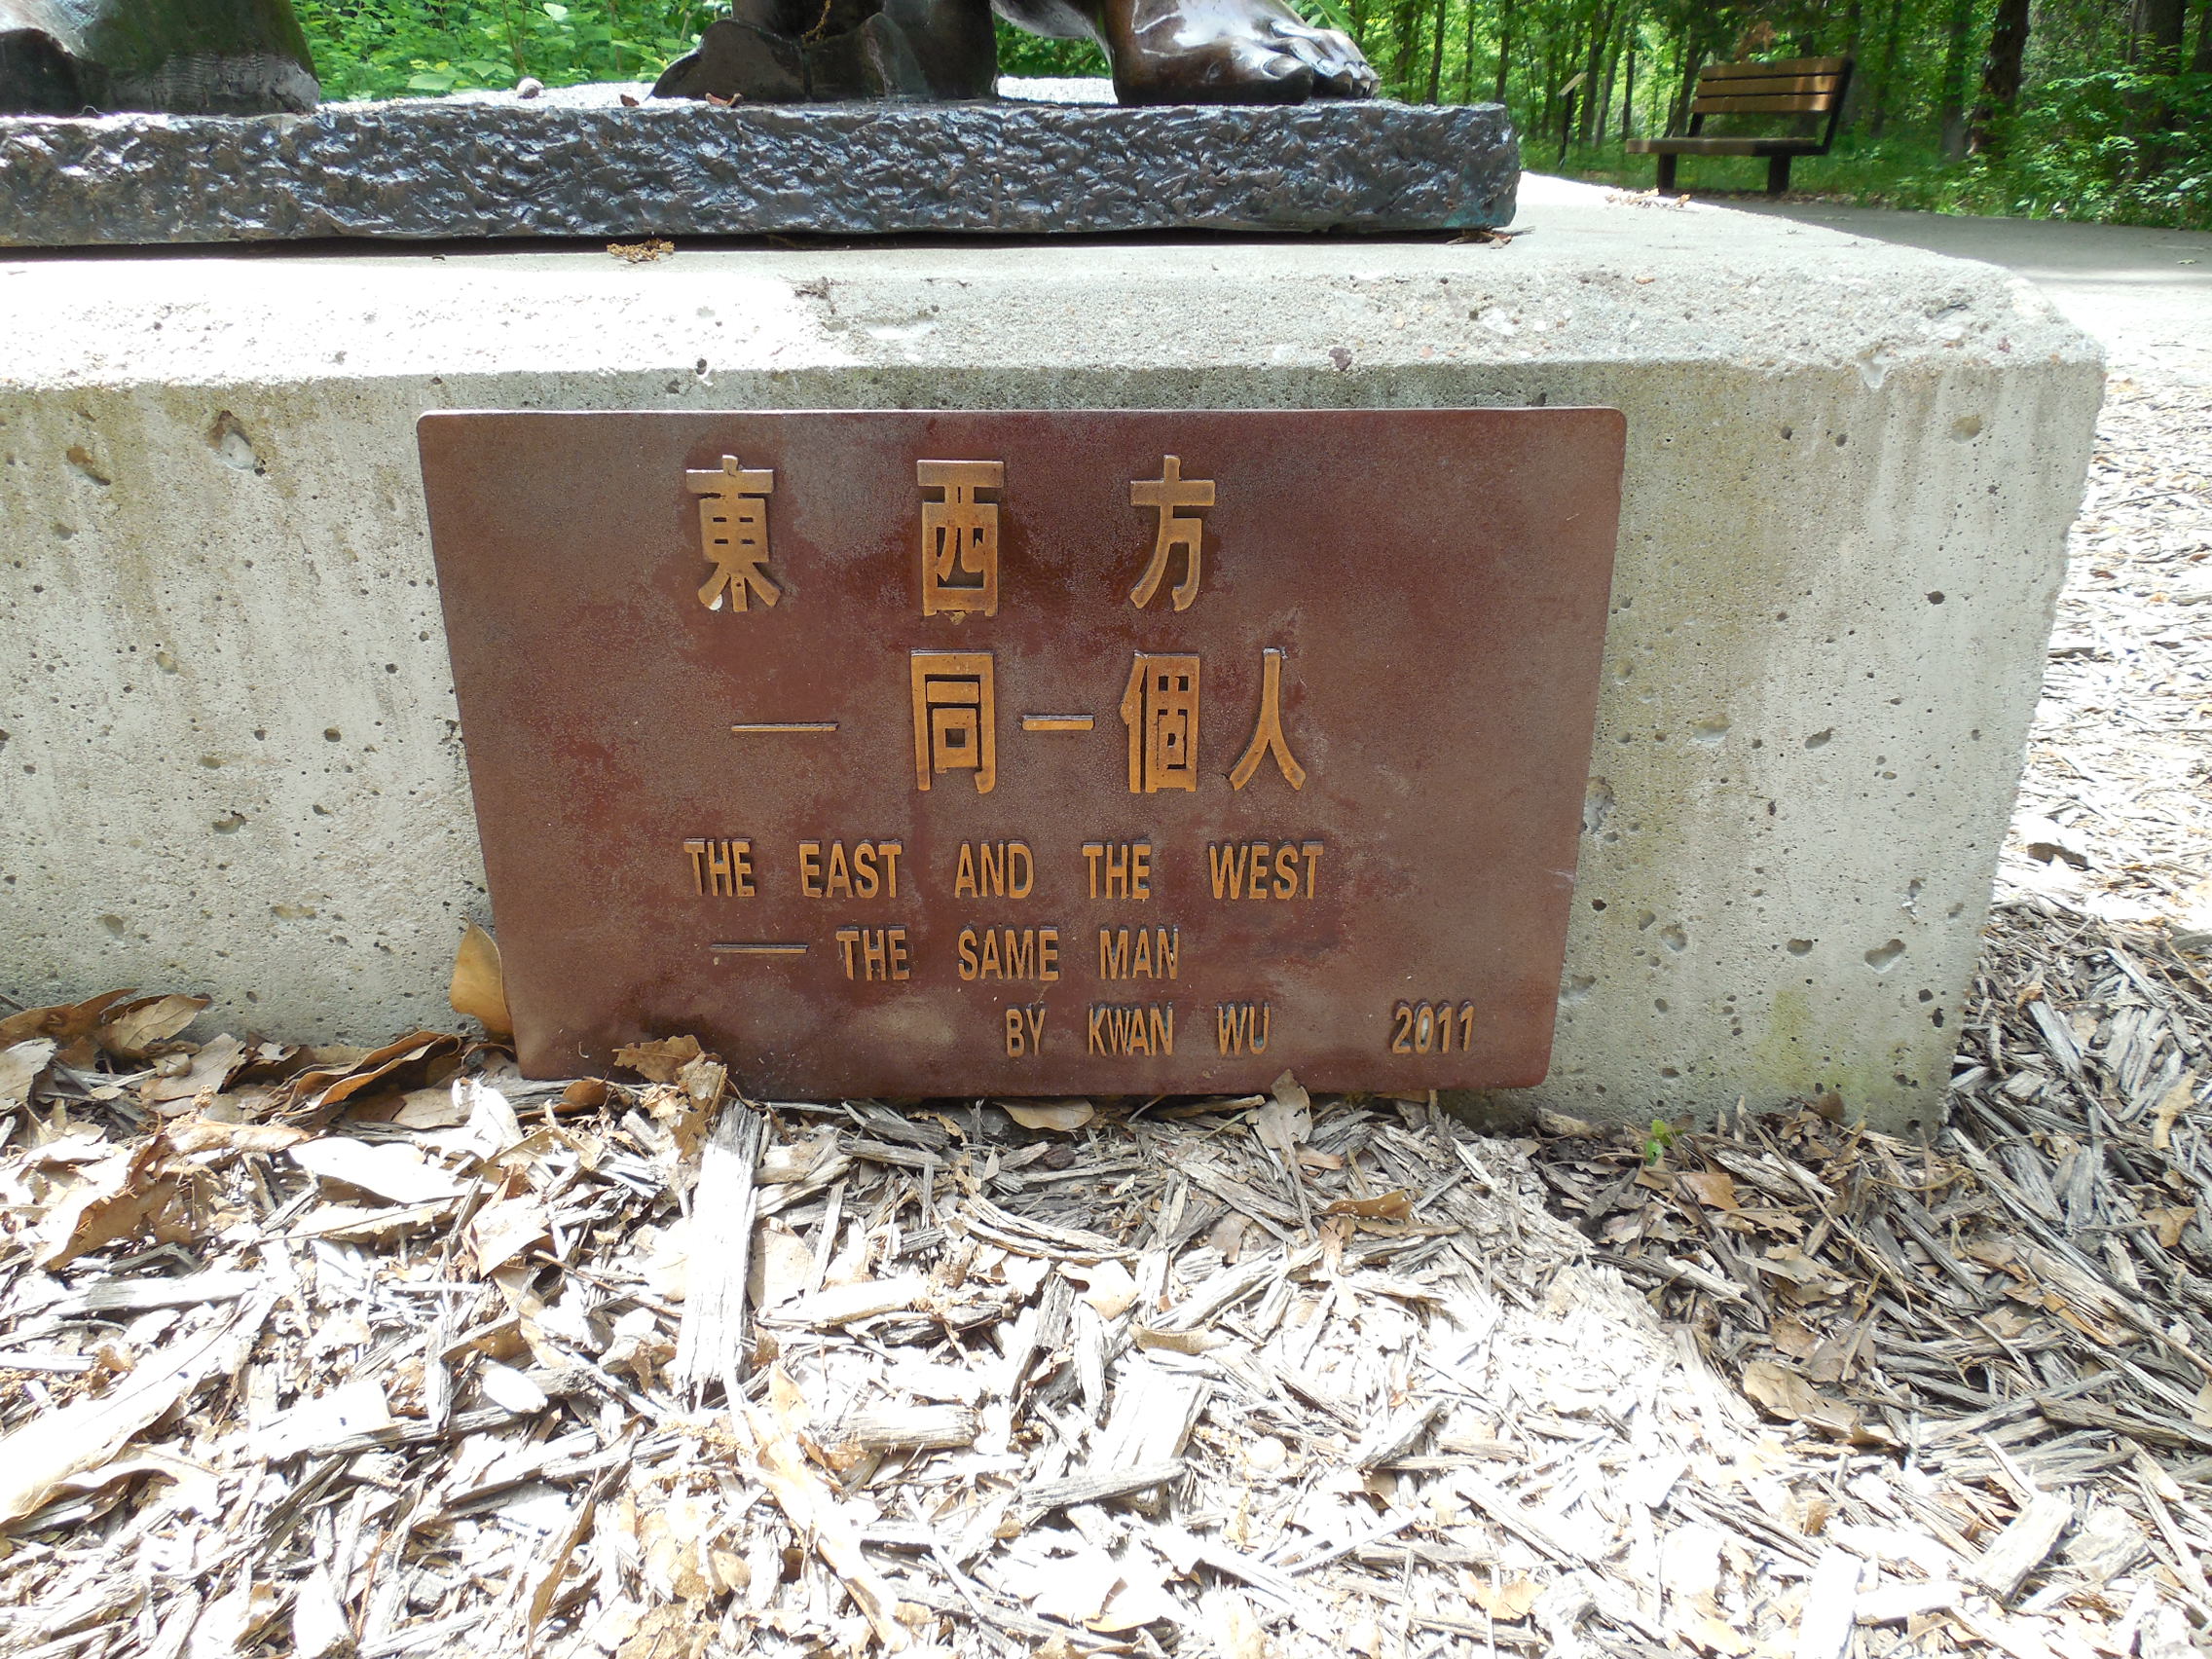 東西方
— 同一個人
THE EAST AND THE WEST
— THE SAME MAN
BY KWAN WU 2011